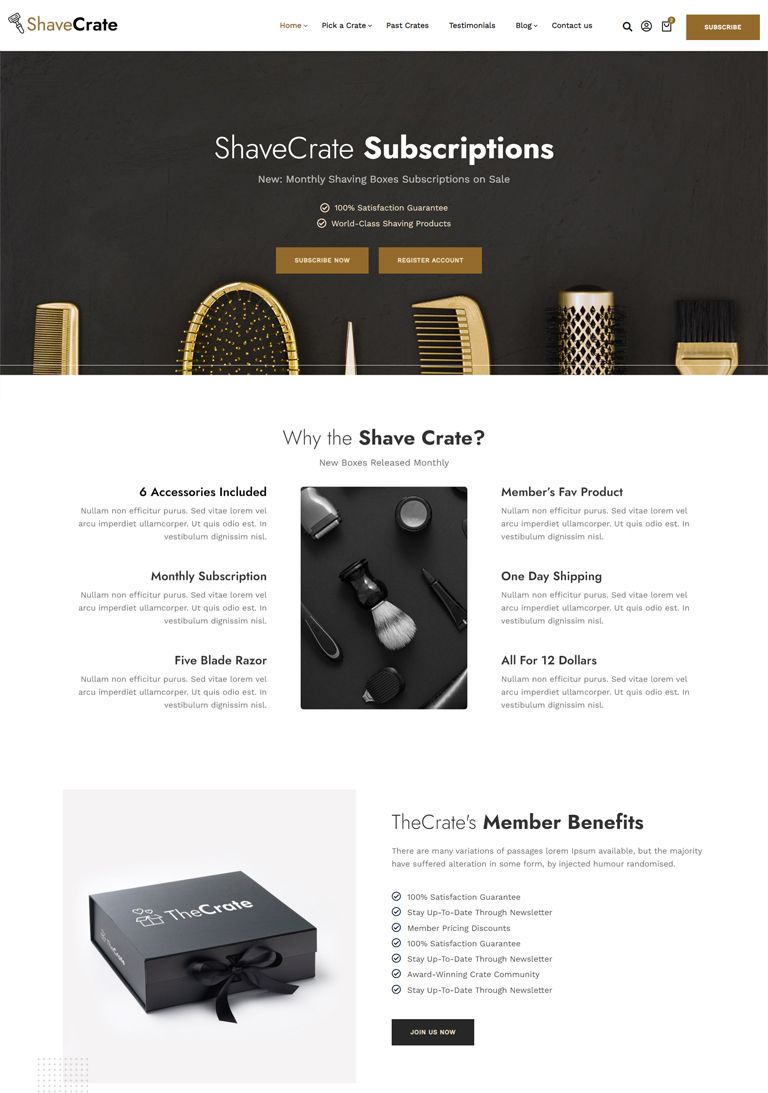 ShaveCrate
Home
Pick a Crate
Past Crates
Testimonials
Blog
Contact us
SUBSCRIBE
ShaveCrate Subscriptions
New: Monthly Shaving Boxes Subscriptions on Sale
100% Satisfaction Guarantee
World-Class Shaving Products
SUBSCRIBE NOW
REGISTER ACCOUNT
Why the Shave Crate?
New Boxes Released Monthly
6 Accessories Included
Nullam non efficitur purus. Sed vitae lorem vel
arcu imperdiet ullamcorper. Ut quis odio est. In
vestibulum dignissim nisl.
Monthly Subscription
Nullam non efficitur purus. Sed vitae lorem vel
arcu imperdiet ullamcorper. Ut quis odio est. In
vestibulum dignissim nisl.
Five Blade Razor
Nullam non efficitur purus. Sed vitae lorem vel
arcu imperdiet ullamcorper. Ut quis odio est. In
vestibulum dignissim nisl.
Member's Fav Product
Nullam non efficitur purus. Sed vitae lorem vel
arcu imperdiet ullamcorper. Ut quis odio est. In
vestibulum dignissim nisl.
One Day Shipping
Nullam non efficitur purus. Sed vitae lorem vel
arcu imperdiet ullamcorper. Ut quis odio est. In
vestibulum dignissim nisl.
All For 12 Dollars
Nullam non efficitur purus. Sed vitae lorem vel
arcu imperdiet ullamcorper. Ut quis odio est. In
vestibulum dignissim nisl.
TheCrate
TheCrate
TheCrate's Member Benefits
There are many variations of passages lorem Ipsum available, but the majority
have suffered alteration in some form, by injected humour randomised.
100% Satisfaction Guarantee
Stay Up-To-Date Through Newsletter
Member Pricing Discounts
100% Satisfaction Guarantee
Stay Up-To-Date Through Newsletter
Award-Winning Crate Community
Stay Up-To-Date Through Newsletter
JOIN US NOW